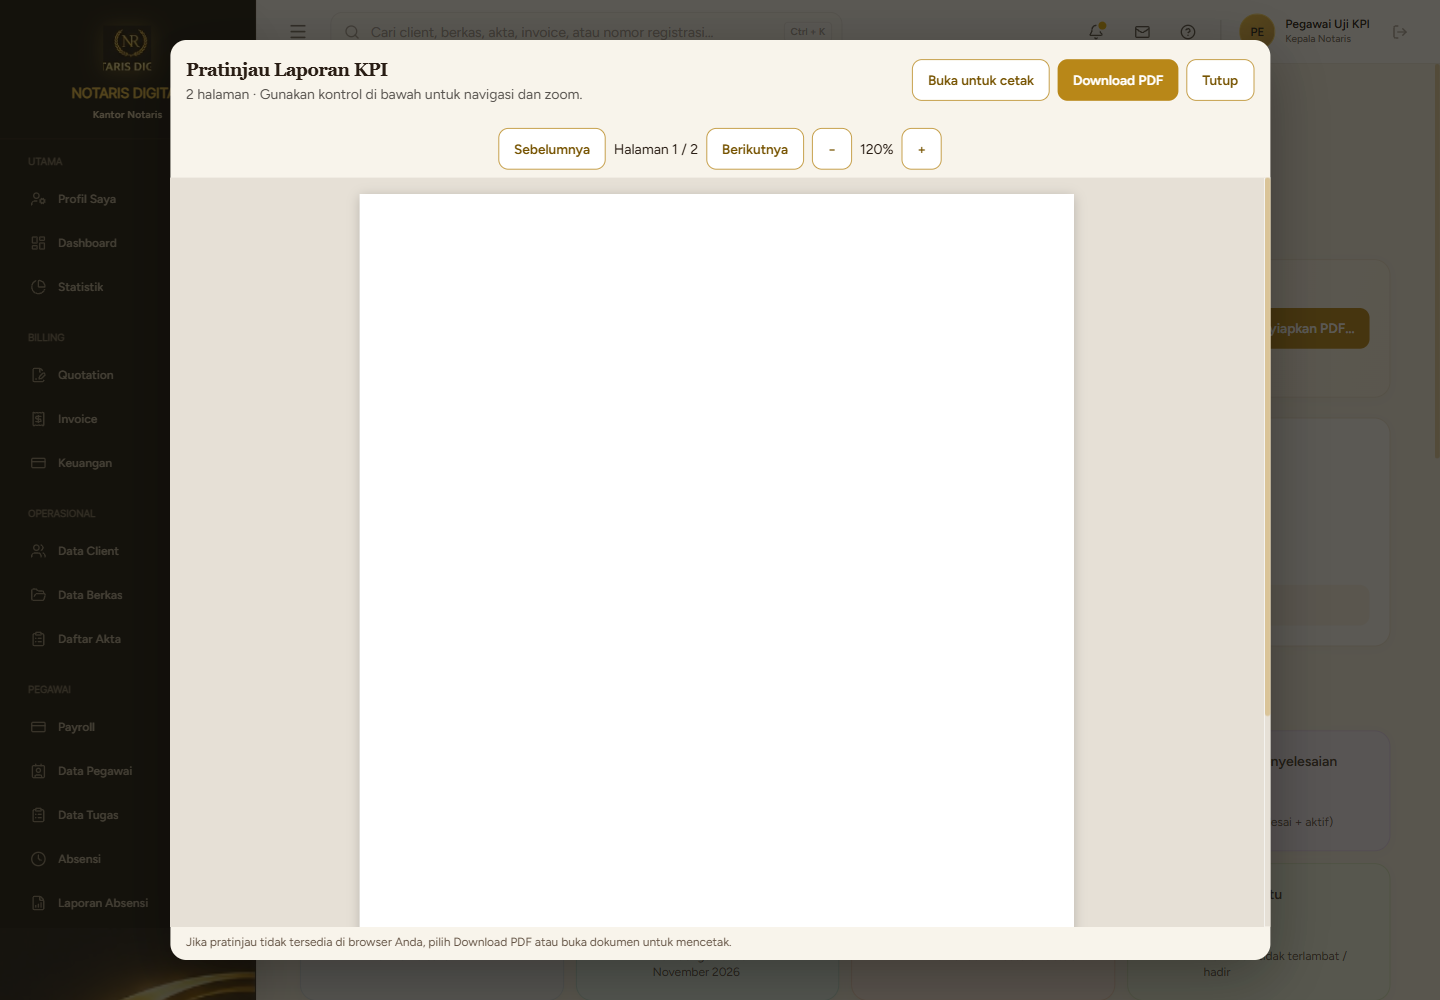 NR
TARIS DIG
NOTARIS DIGITA
Kantor Notaris
UTAMA
Profil Saya
Dashboard
Statistik
BILLING
Quotation
Invoice
Keuangan
OPERASIONAL
Data Client
Data Berkas
Daftar Akta
PEGAWAI
Payroll
Data Pegawai
Data Tugas
Absensi
Laporan Absensi
Cari client, berkas, akta, invoice, atau nomor registrasi...
Ctrl + K
PE
Pegawai Uji KPI
Kepala Notaris
Pratinjau Laporan KPI
2 halaman · Gunakan kontrol di bawah untuk navigasi dan zoom.
Buka untuk cetak
Download PDF
Tutup
Sebelumnya
Halaman 1 / 2
Berikutnya
-
120%
+
yiapkan PDF...
nyelesaian
esai + aktif)
tu
dak terlambat /
hadir
November 2026
Jika pratinjau tidak tersedia di browser Anda, pilih Download PDF atau buka dokumen untuk mencetak.